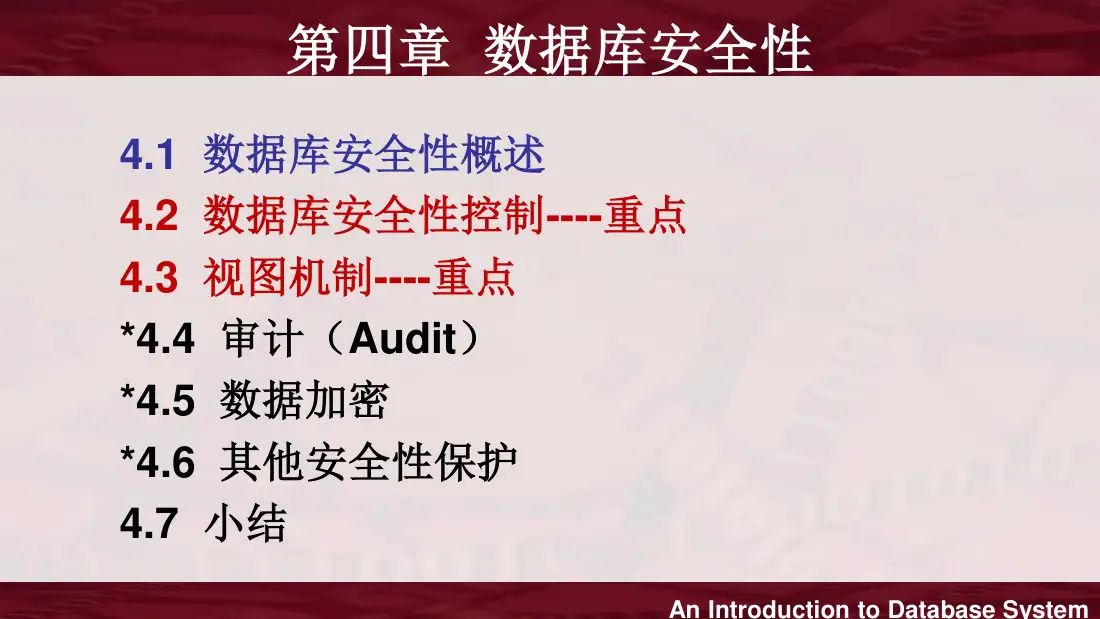 第四章 数据库安全性
4.1 数据库安全性概述
4.2 数据库安全性控制----重点
4.3 视图机制----重点
*4.4 审计（Audit）
*4.5 数据加密
*4.6 其他安全性保护
4.7 小结
An Introduction to Database System